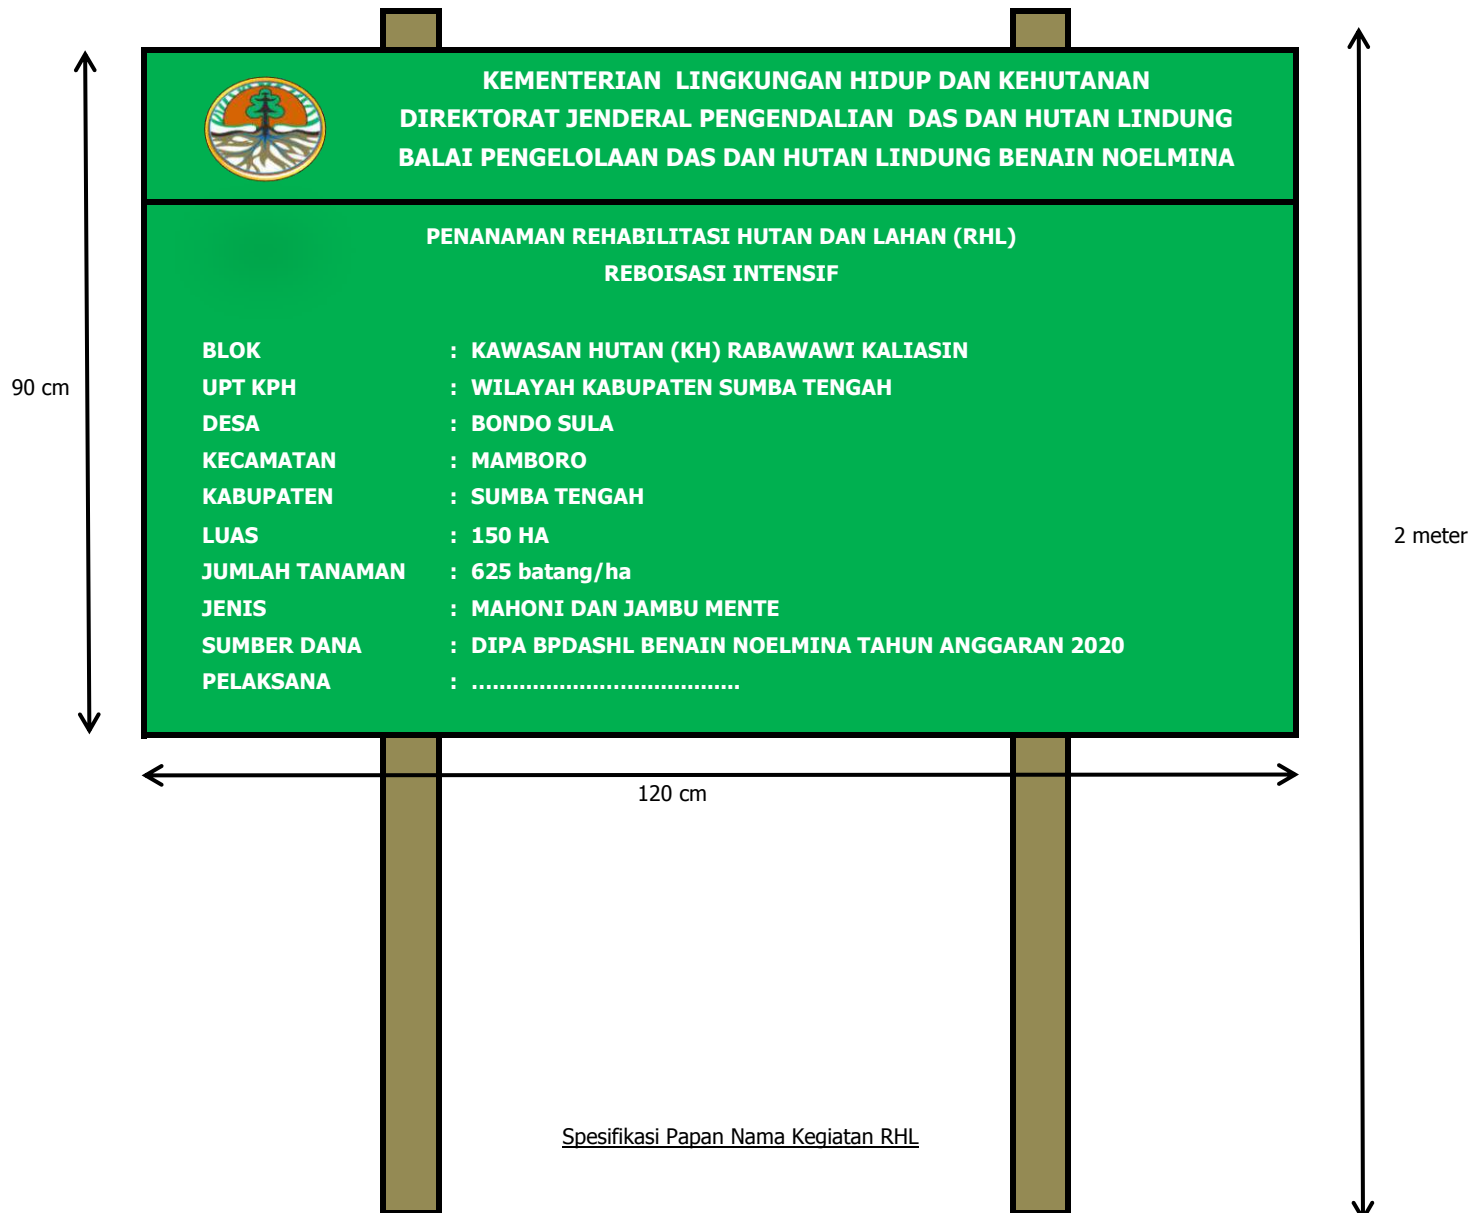 KEMENTERIAN LINGKUNGAN HIDUP DAN KEHUTANAN
DIREKTORAT JENDERAL PENGENDALIAN DAS DAN HUTAN LINDUNG
BALAI PENGELOLAAN DAS DAN HUTAN LINDUNG BENAIN NOELMINA
PENANAMAN REHABILITASI HUTAN DAN LAHAN (RHL)
REBOISASI INTENSIF
BLOK : KAWASAN HUTAN (KH) RABAWAWI KALIASIN
UPT KPH : WILAYAH KABUPATEN SUMBA TENGAH
DESA : BONDO SULA
KECAMATAN : MAMBORO
KABUPATEN : SUMBA TENGAH
LUAS : 150 HA
JUMLAH TANAMAN : 625 batang/ha
JENIS : MAHONI DAN JAMBU MENTE
SUMBER DANA : DIPA BPDASHL BENAIN NOELMINA TAHUN ANGGARAN 2020
PELAKSANA : ........................................
90 cm
2 meter
120 cm
Spesifikasi Papan Nama Kegiatan RHL